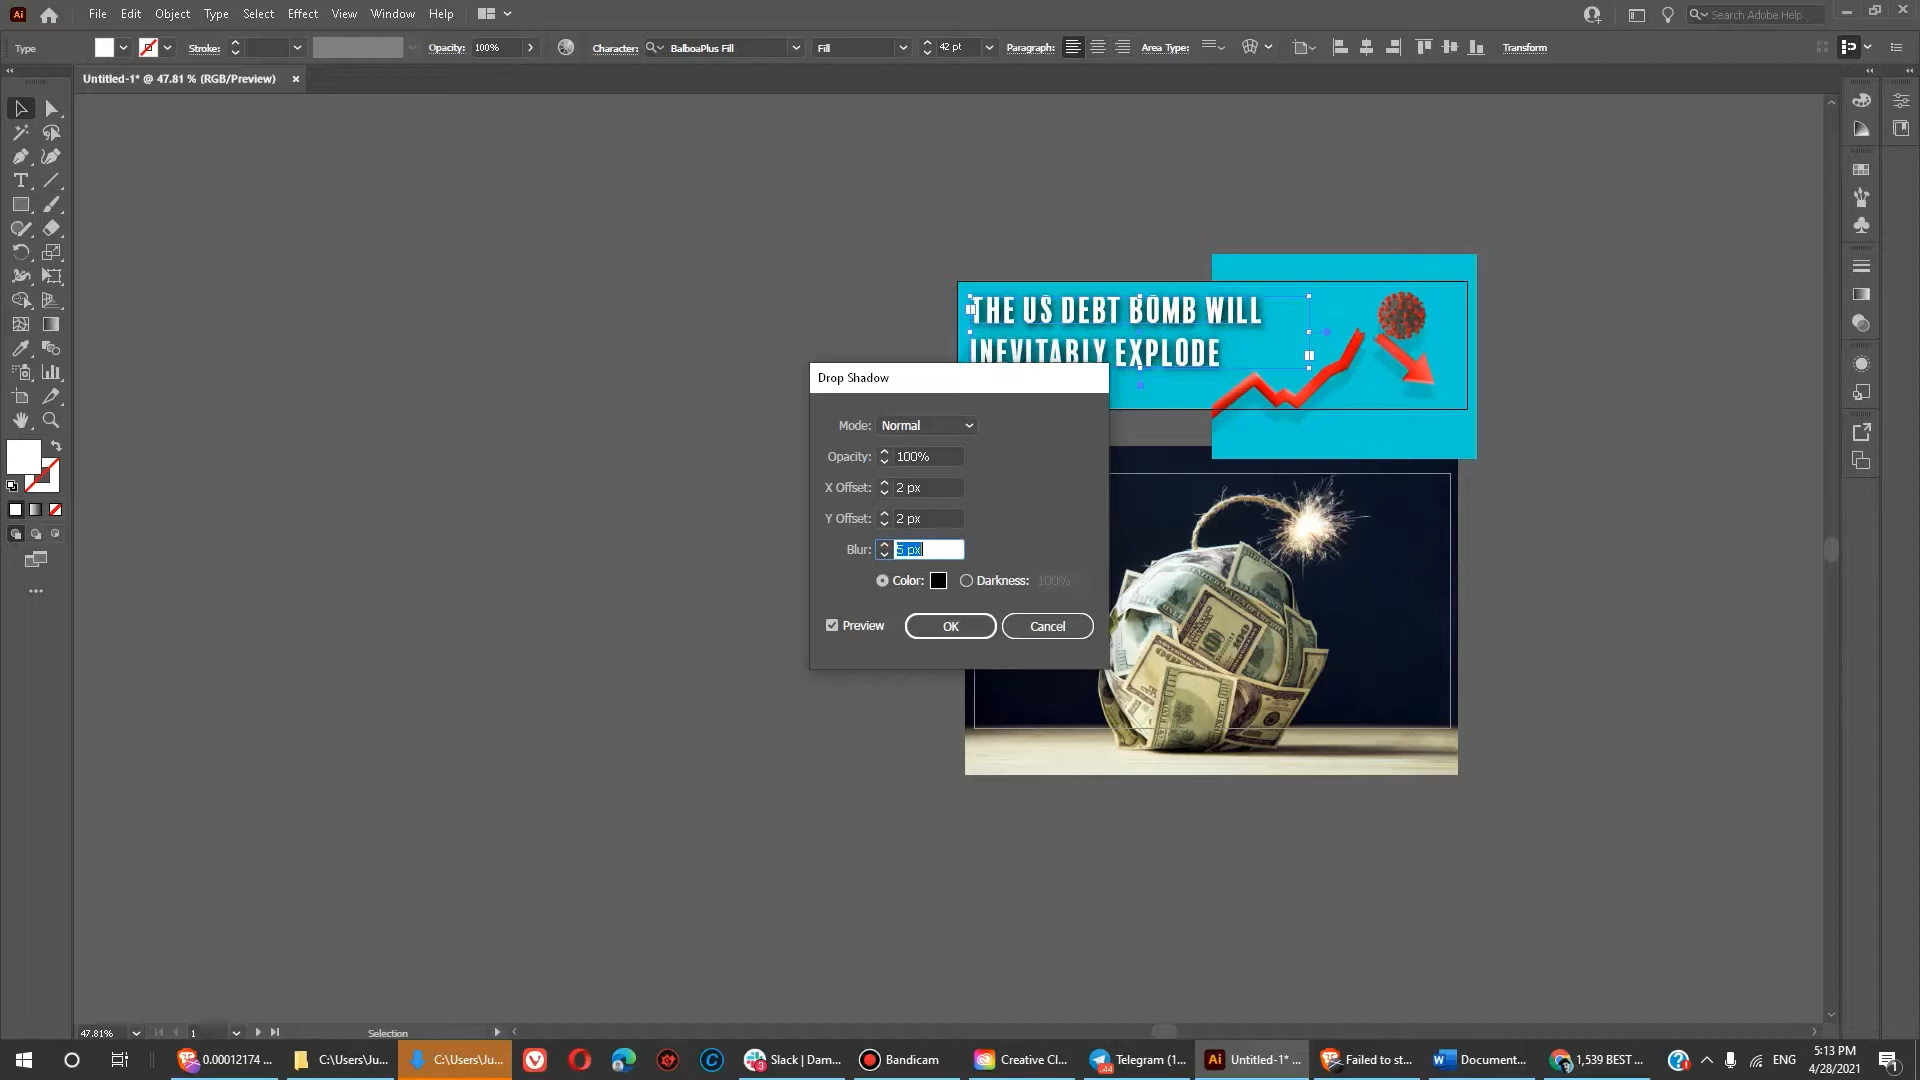 Ai File Edit Object Type Select Effect View Window Help Search Adobe Help
Type Stroke: Opacity: 100% Character: BalboaPlus Fill Fill 42 pt Paragraph: Area Type: Transform
Untitled-1* @ 47.81 % (RGB/Preview)
THE US DEBT BOMB WILL
INEVITABLY EXPLODE
Drop Shadow
Mode: Normal
Opacity: 100%
X Offset: 2 px
Y Offset: 2 px
Blur: 5 px
Color: Darkness: 100%
Preview OK Cancel
47.81% 1 Selection
0.00012174 ... C:\Users\Ju... C:\Users\Ju... Slack | Dam... Bandicam Creative Cl... Telegram (1... Untitled-1* ... Failed to st... Document... 1,539 BEST ... ENG 5:13 PM
4/28/2021